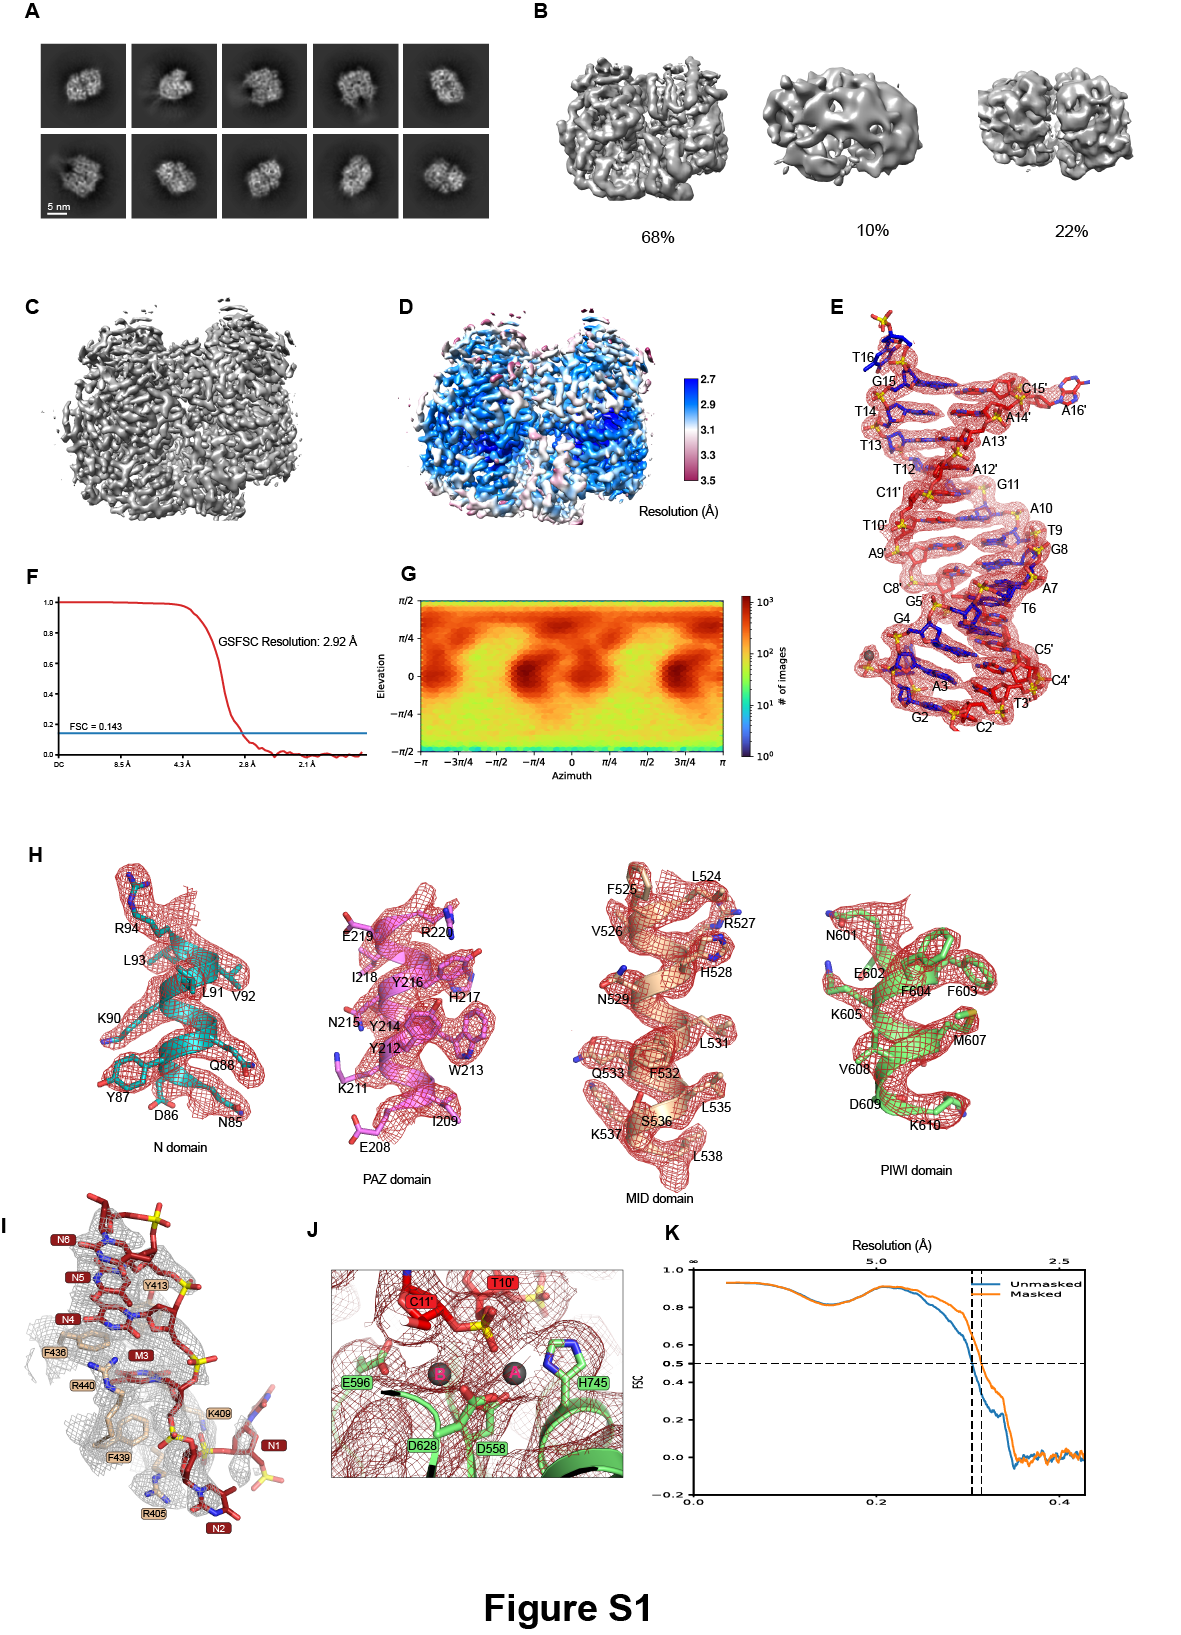 A
5 nm
B
68%
10%
22%
C
D
2.7
2.9
3.1
3.3
3.5
Resolution (Å)
E
T16
G15
C15'
A16'
T14
A14'
T13
A13'
T12
A12'
C11'
G11
T10'
A10
T9
A9'
G8
C8'
A7
G5
T6
G4
C5'
A3
C4'
T3'
G2
C2'
F
1.0
0.8
0.6
0.4
0.2
0.0
GSFSC Resolution: 2.92 Å
FSC = 0.143
DC
8.5 Å
4.3 Å
2.8 Å
2.1 Å
G
π/2
π/4
0
−π/4
−π/2
Elevation
−π
−3π/4
−π/2
−π/4
0
π/4
π/2
3π/4
π
Azimuth
10³
10²
10¹
10⁰
# of images
H
R94
L93
L91
V92
K90
Q88
Y87
D86
N85
N domain
E219
R220
I218
Y216
H217
N215
Y214
Y212
W213
K211
I209
E208
PAZ domain
F525
L524
V526
R527
H528
N529
L531
Q533
F532
L535
S536
K537
L538
MID domain
N601
E602
F604
F603
K605
M607
V608
D609
K610
PIWI domain
I
N6
N5
Y413
N4
F436
M3
R440
K409
F439
N1
R405
N2
J
T10'
C11'
B
A
E596
H745
D628
D558
K
Resolution (Å)
∞
5.0
2.5
1.0
0.8
0.6
0.5
0.4
0.2
0.0
−0.2
FSC
Unmasked
Masked
0.0
0.2
0.4
Figure S1